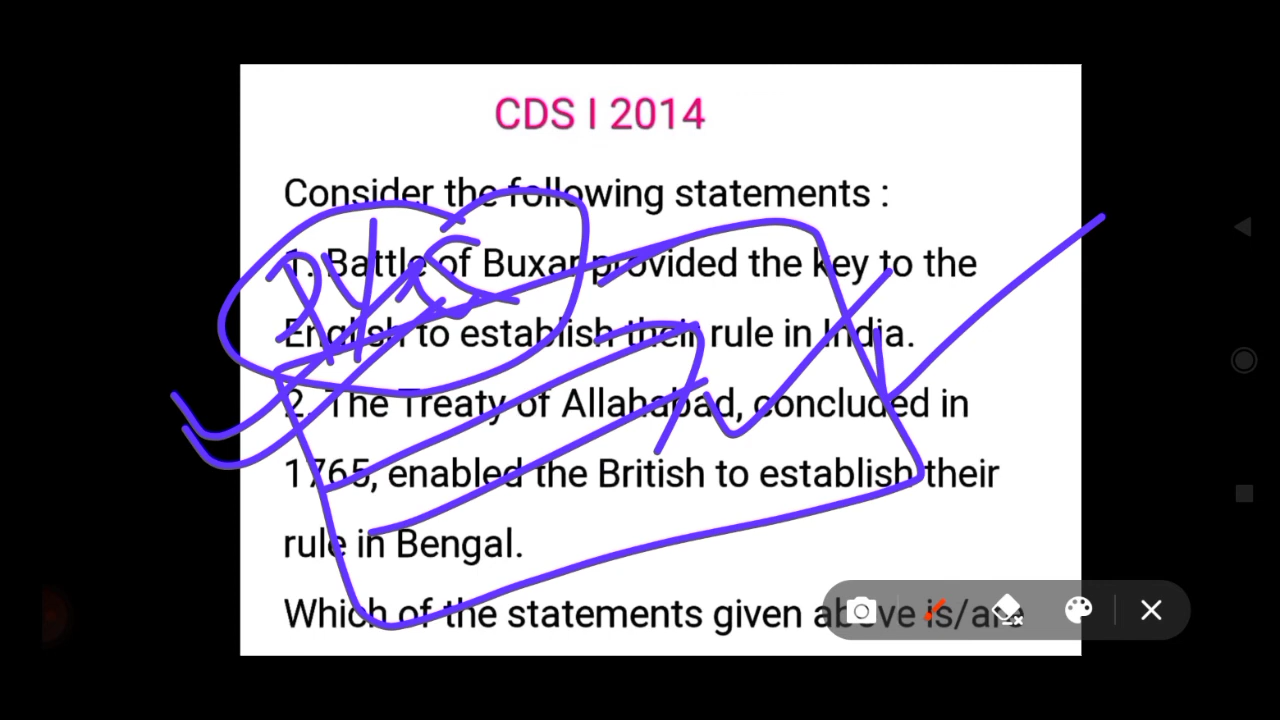 CDS I 2014
Consider the following statements :
1. Battle of Buxar provided the key to the
English to establish their rule in India.
2. The Treaty of Allahabad, concluded in
1765, enabled the British to establish their
rule in Bengal.
Which of the statements given above is/are